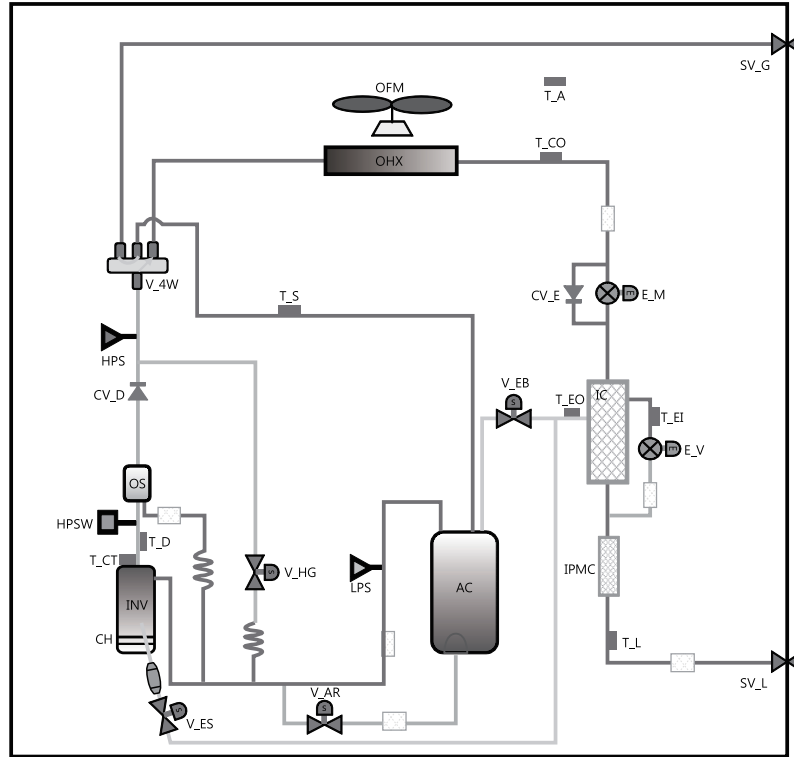 SV_G
OFM
T_A
T_CO
OHX
V_4W
T_S
CV_E
E
E_M
HPS
V_EB
S
CV_D
T_EO
IC
T_EI
E
E_V
OS
HPSW
T_D
T_CT
S
V_HG
LPS
AC
IPMC
INV
CH
T_L
SV_L
V_AR
S
S
V_ES